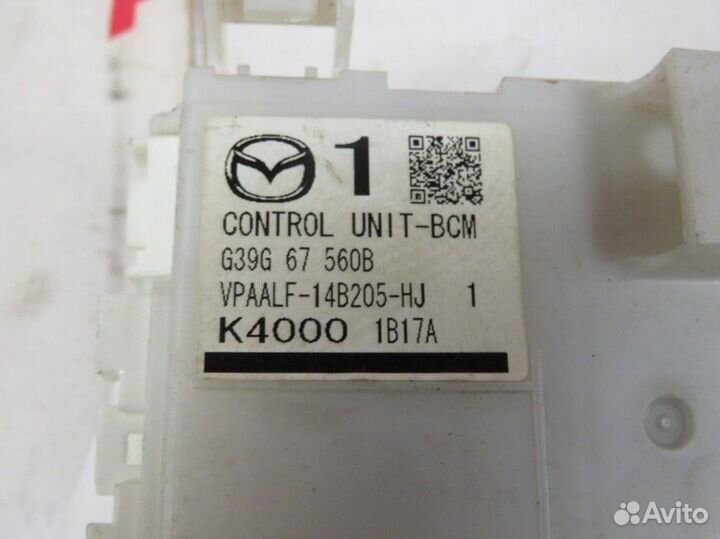 1
CONTROL UNIT-BCM
G39G 67 560B
VPAALF-14B205-HJ 1
K4000 1B17A
Avito